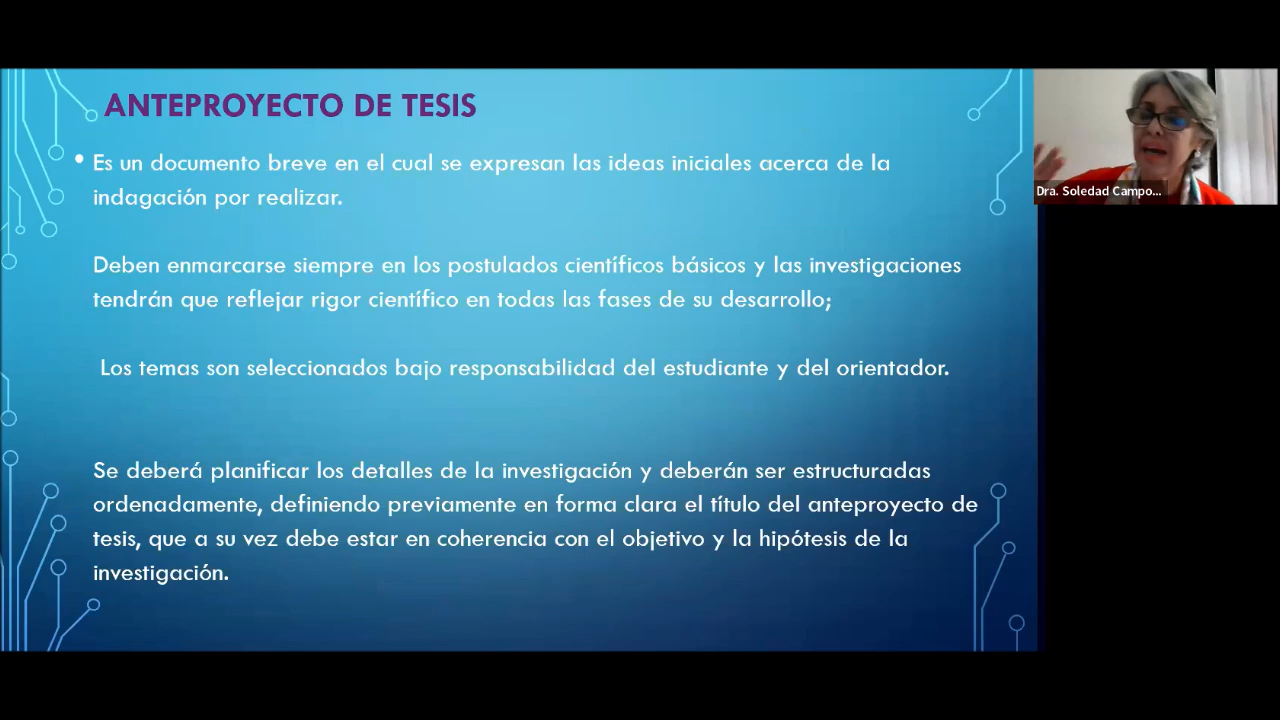 ANTEPROYECTO DE TESIS
• Es un documento breve en el cual se expresan las ideas iniciales acerca de la
indagación por realizar.
Deben enmarcarse siempre en los postulados científicos básicos y las investigaciones
tendrán que reflejar rigor científico en todas las fases de su desarrollo;
Los temas son seleccionados bajo responsabilidad del estudiante y del orientador.
Se deberá planificar los detalles de la investigación y deberán ser estructuradas
ordenadamente, definiendo previamente en forma clara el título del anteproyecto de
tesis, que a su vez debe estar en coherencia con el objetivo y la hipótesis de la
investigación.
Dra. Soledad Campo...